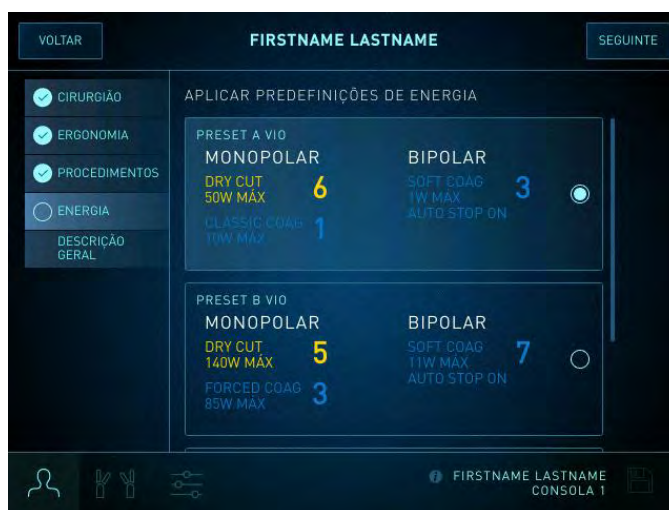 VOLTAR
FIRSTNAME LASTNAME
SEGUINTE
CIRURGIÃO
ERGONOMIA
PROCEDIMENTOS
ENERGIA
DESCRIÇÃO
GERAL
APLICAR PREDEFINIÇÕES DE ENERGIA
PRESET A VIO
MONOPOLAR
DRY CUT
50W MÁX
6
CLASSIC COAG
10W MÁX
1
BIPOLAR
SOFT COAG
1W MÁX
AUTO STOP ON
3
PRESET B VIO
MONOPOLAR
DRY CUT
140W MÁX
5
FORCED COAG
85W MÁX
3
BIPOLAR
SOFT COAG
11W MÁX
AUTO STOP ON
7
FIRSTNAME LASTNAME
CONSOLA 1